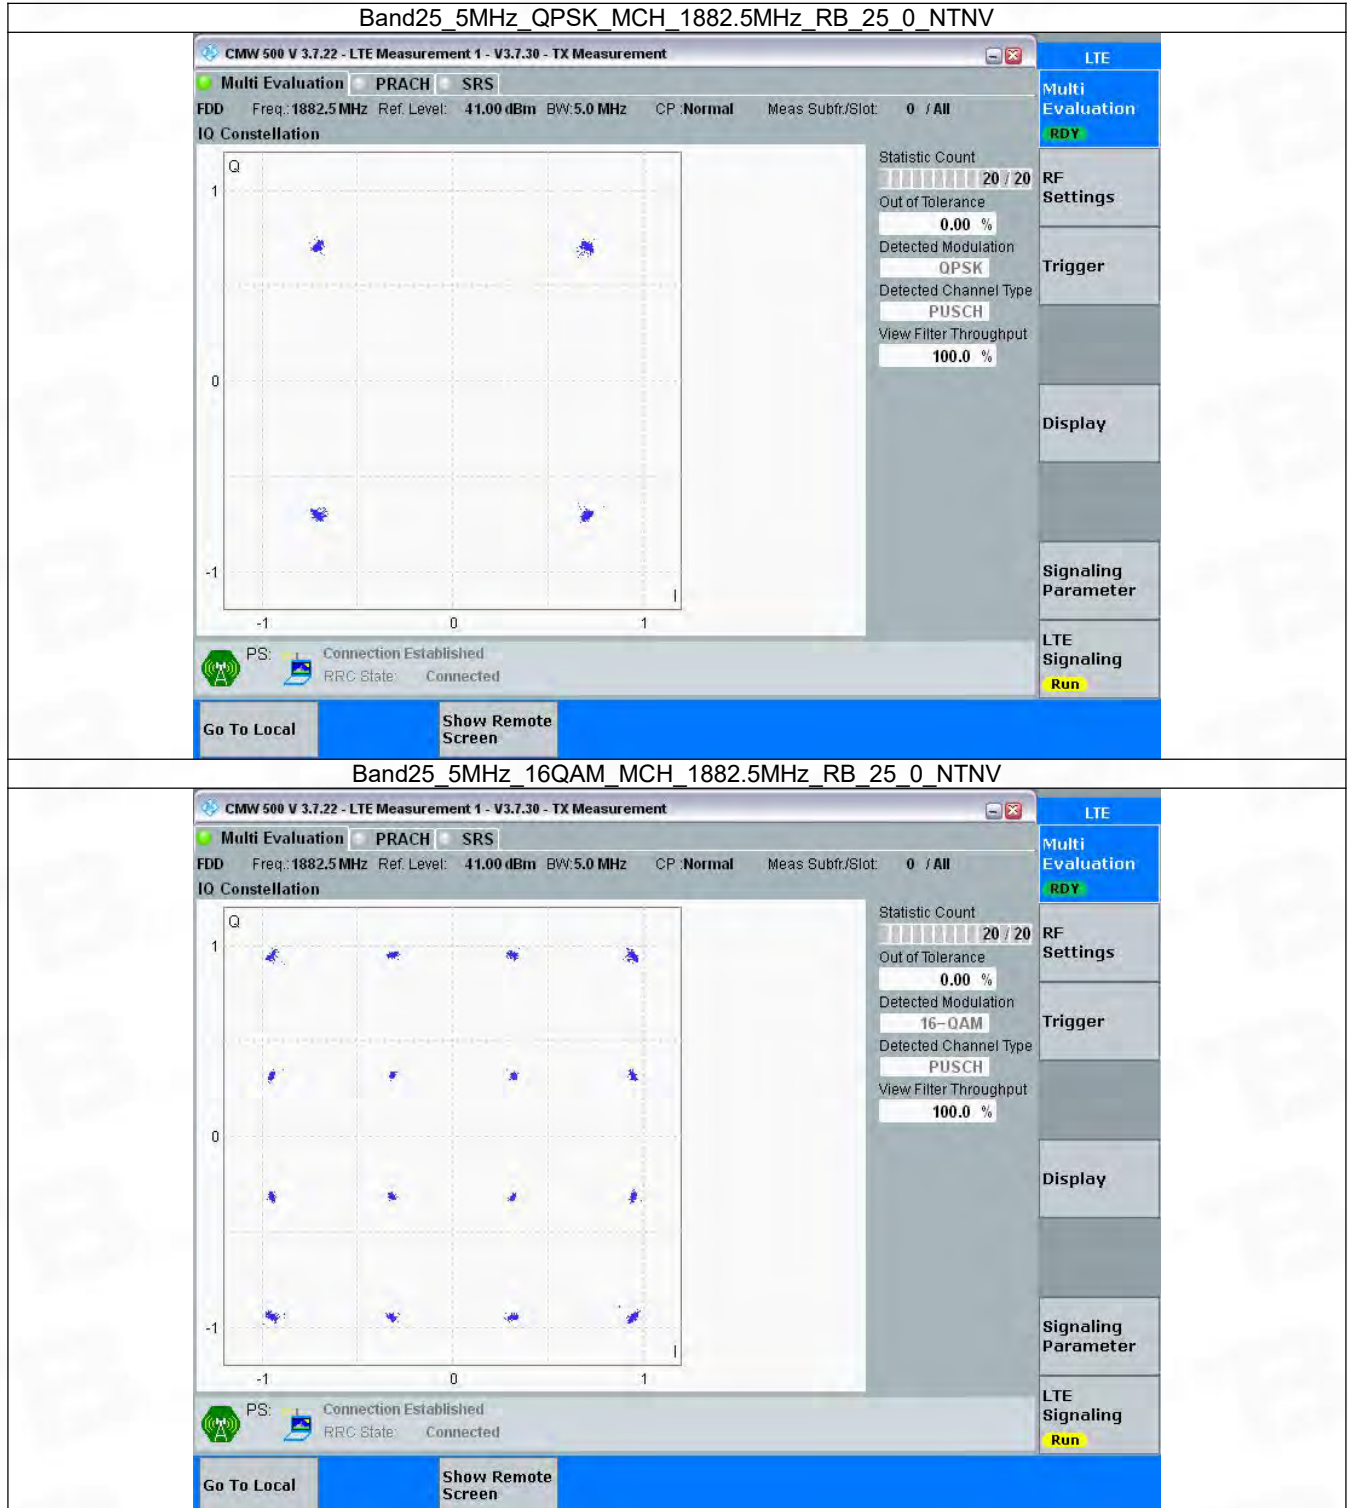 Band25_5MHz_QPSK_MCH_1882.5MHz_RB_25_0_NTNV
CMW 500 V 3.7.22 - LTE Measurement 1 - V3.7.30 - TX Measurement
LTE
Multi Evaluation PRACH SRS
Multi
Evaluation
RDY
FDD Freq.: 1882.5 MHz Ref. Level: 41.00 dBm BW: 5.0 MHz CP : Normal Meas Subfr./Slot: 0 / All
IQ Constellation
Q
1
0
-1
I
-1 0 1
Statistic Count
20 / 20
Out of Tolerance
0.00 %
Detected Modulation
QPSK
Detected Channel Type
PUSCH
View Filter Throughput
100.0 %
RF
Settings
Trigger
Display
Signaling
Parameter
LTE
Signaling
Run
PS: Connection Established
RRC State: Connected
Go To Local
Show Remote
Screen
Band25_5MHz_16QAM_MCH_1882.5MHz_RB_25_0_NTNV
CMW 500 V 3.7.22 - LTE Measurement 1 - V3.7.30 - TX Measurement
LTE
Multi Evaluation PRACH SRS
Multi
Evaluation
RDY
FDD Freq.: 1882.5 MHz Ref. Level: 41.00 dBm BW: 5.0 MHz CP : Normal Meas Subfr./Slot: 0 / All
IQ Constellation
Q
1
0
-1
I
-1 0 1
Statistic Count
20 / 20
Out of Tolerance
0.00 %
Detected Modulation
16-QAM
Detected Channel Type
PUSCH
View Filter Throughput
100.0 %
RF
Settings
Trigger
Display
Signaling
Parameter
LTE
Signaling
Run
PS: Connection Established
RRC State: Connected
Go To Local
Show Remote
Screen